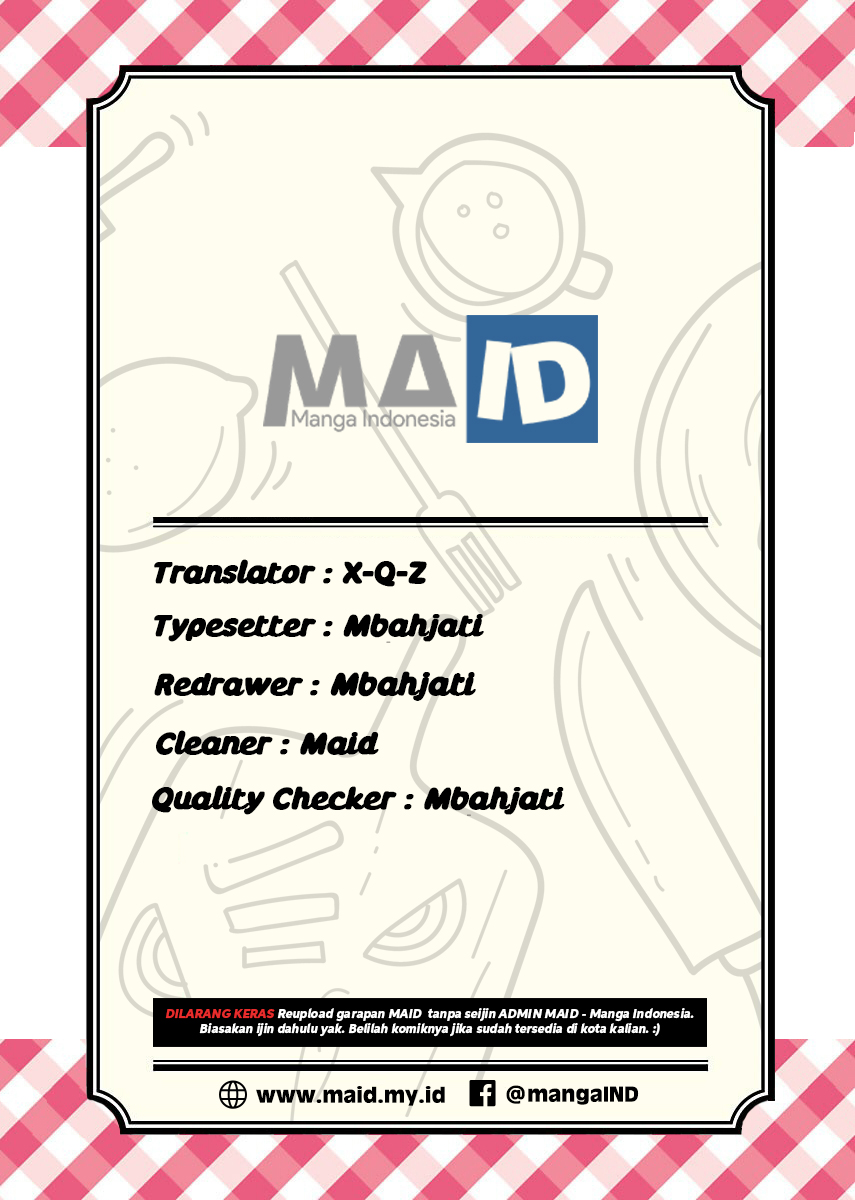 MA ID
Manga Indonesia
Translator : X-Q-Z
Typesetter : Mbahjati
Redrawer : Mbahjati
Cleaner : Maid
Quality Checker : Mbahjati
DILARANG KERAS Reupload garapan MAID tanpa seijin ADMIN MAID - Manga Indonesia.
Biasakan ijin dahulu yak. Belilah komiknya jika sudah tersedia di kota kalian. :)
www.maid.my.id @mangaIND